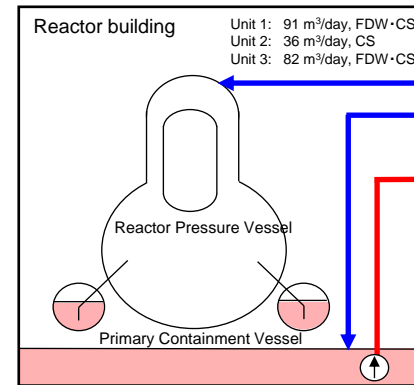 Reactor building
Unit 1: 91 m³/day, FDW・CS
Unit 2: 36 m³/day, CS
Unit 3: 82 m³/day, FDW・CS
Reactor Pressure Vessel
Primary Containment Vessel